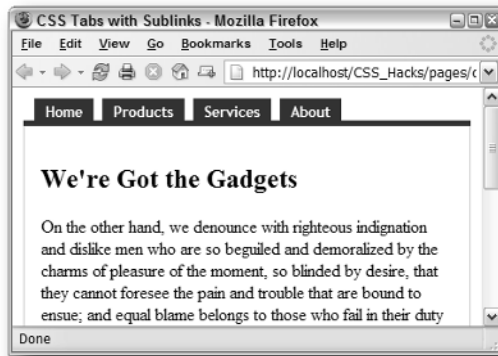 CSS Tabs with Sublinks - Mozilla Firefox
File Edit View Go Bookmarks Tools Help
http://localhost/CSS_Hacks/pages/c
Home Products Services About
We're Got the Gadgets
On the other hand, we denounce with righteous indignation
and dislike men who are so beguiled and demoralized by the
charms of pleasure of the moment, so blinded by desire, that
they cannot foresee the pain and trouble that are bound to
ensue; and equal blame belongs to those who fail in their duty
Done